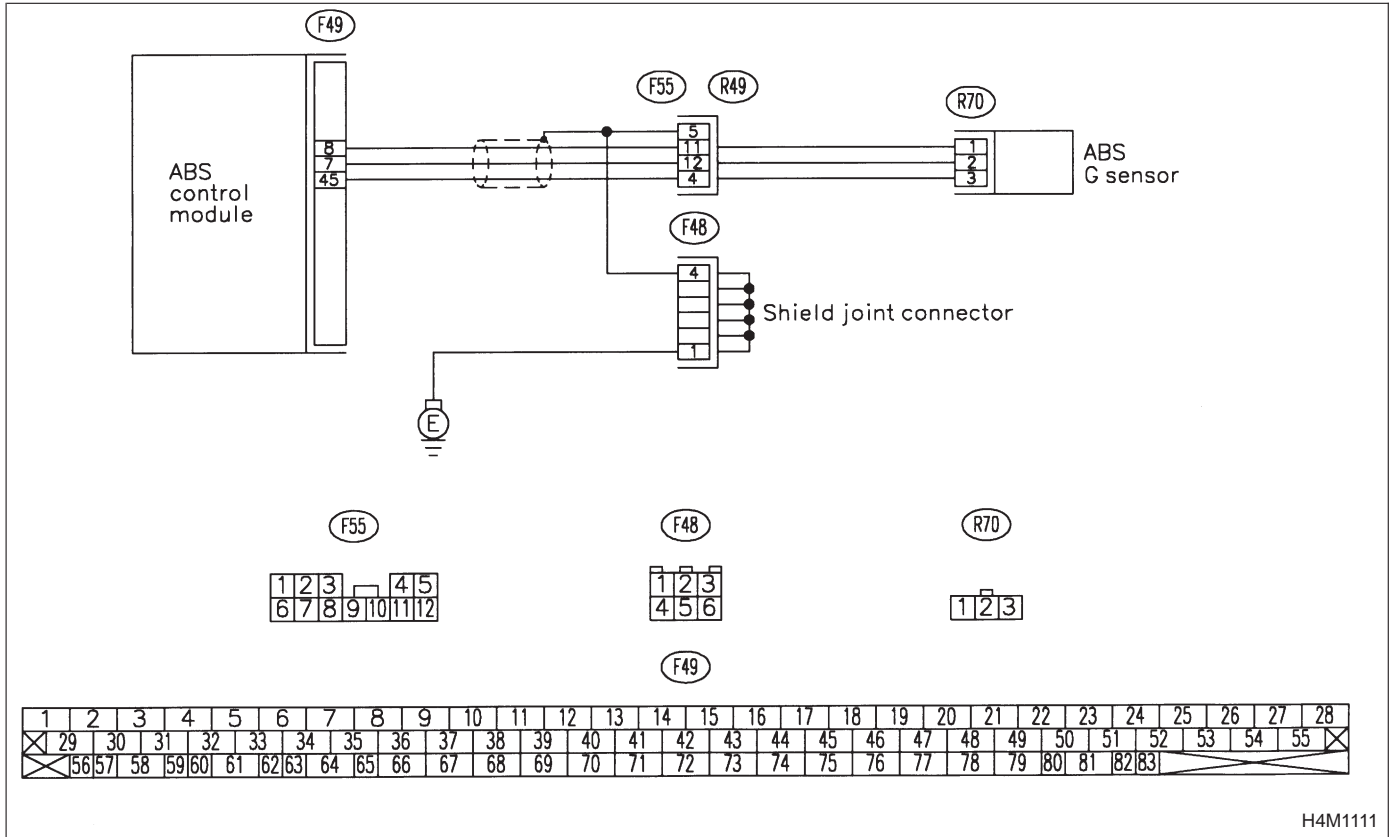 F49
F55 R49
R70
5
8 11 1
7 12 2
45 4 3
ABS
control
module
ABS
G sensor
F48
4
Shield joint connector
1
E
F55 F48 R70
1 2 3 4 5
6 7 8 9 10 11 12
1 2 3
4 5 6
1 2 3
F49
1 2 3 4 5 6 7 8 9 10 11 12 13 14 15 16 17 18 19 20 21 22 23 24 25 26 27 28
29 30 31 32 33 34 35 36 37 38 39 40 41 42 43 44 45 46 47 48 49 50 51 52 53 54 55
56 57 58 59 60 61 62 63 64 65 66 67 68 69 70 71 72 73 74 75 76 77 78 79 80 81 82 83
H4M1111